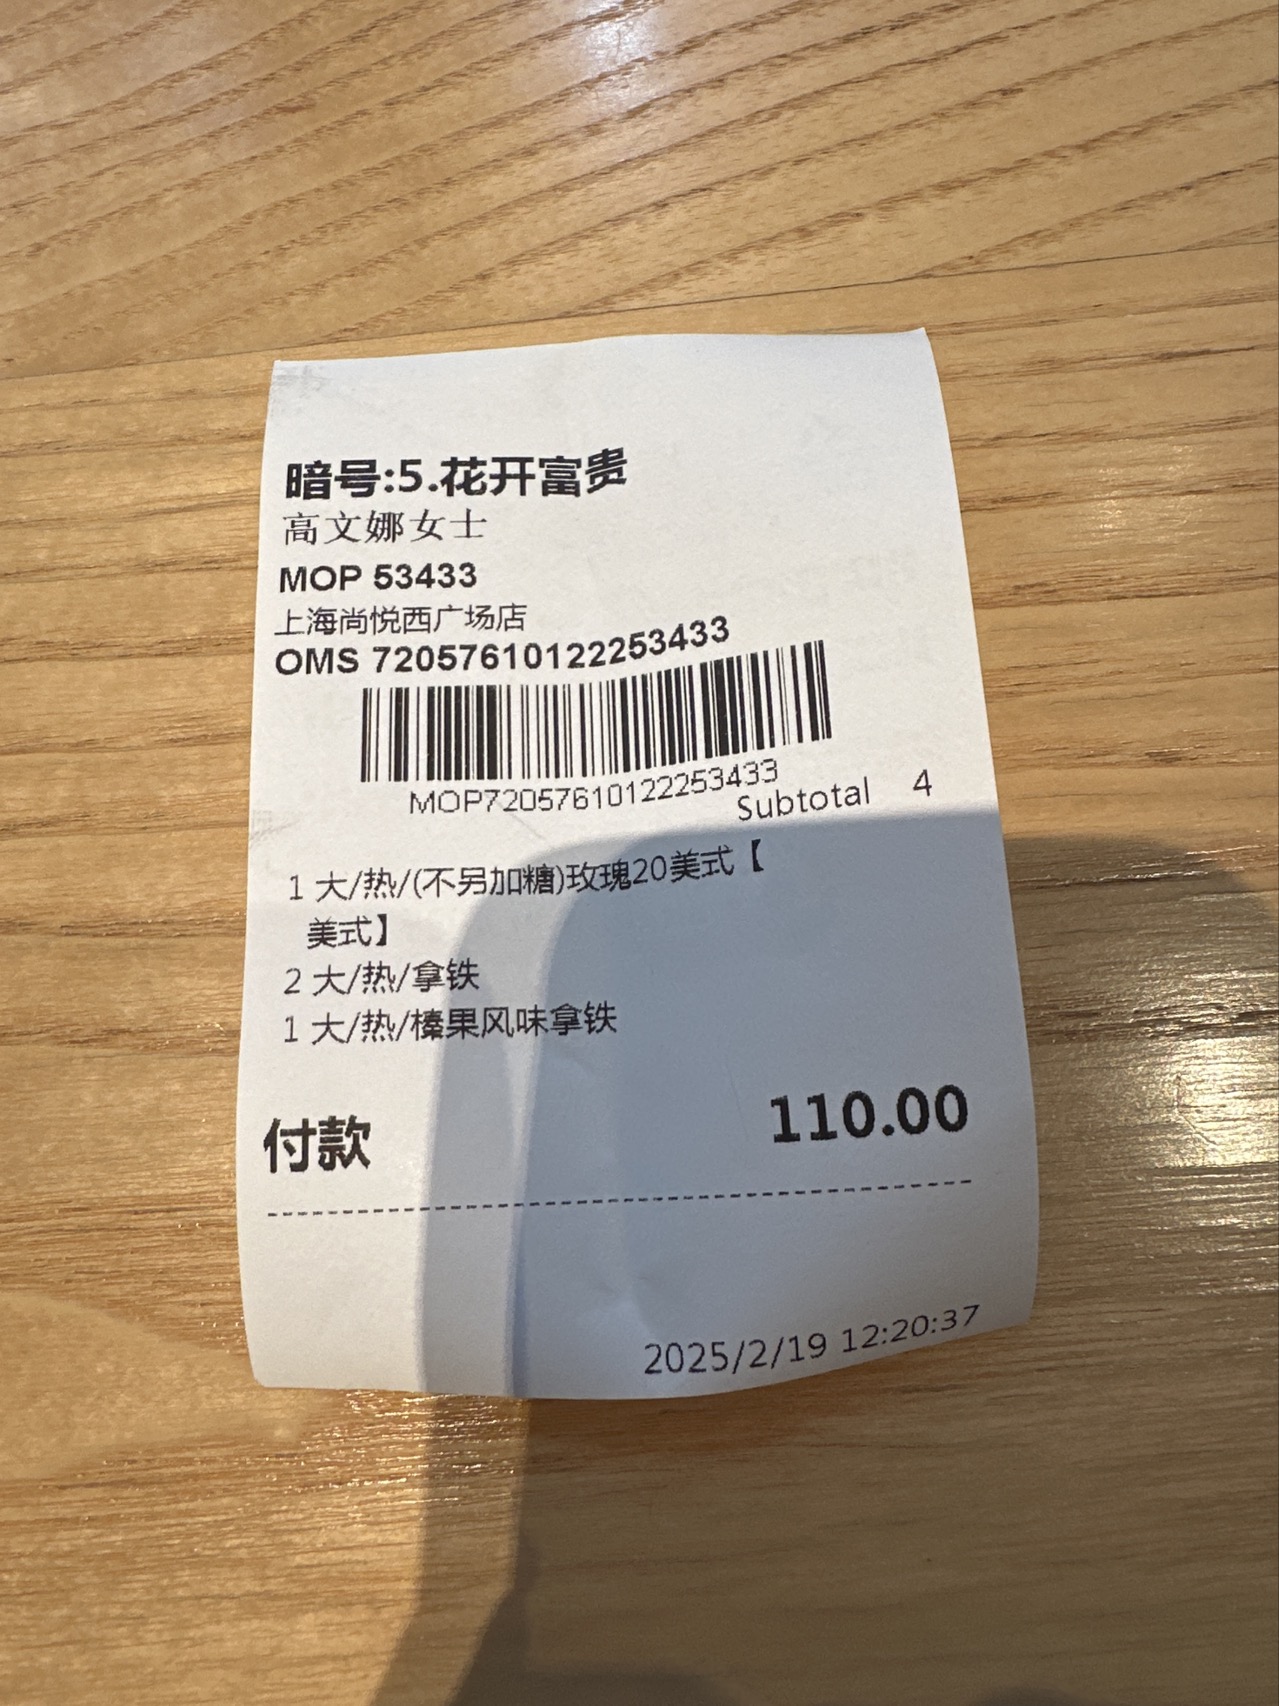 暗号:5.花开富贵
高文娜女士
MOP 53433
上海尚悦西广场店
OMS 72057610122253433
MOP72057610122253433
Subtotal 4
1 大/热/(不另加糖)玫瑰20美式【
美式】
2 大/热/拿铁
1 大/热/榛果风味拿铁
付款 110.00
2025/2/19 12:20:37